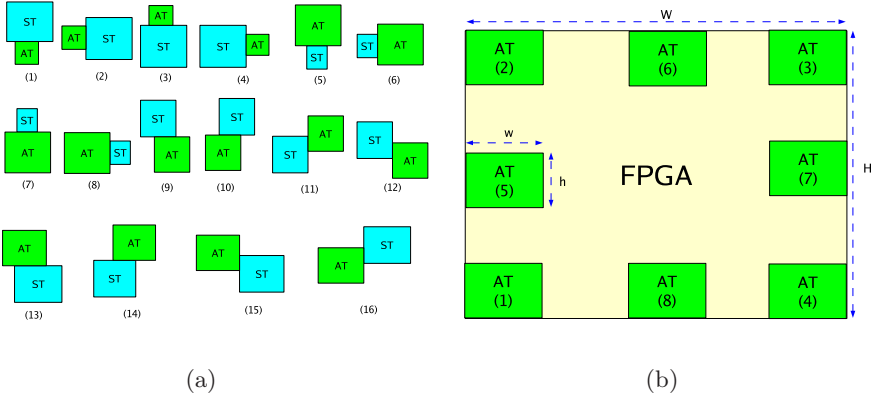 ST
AT
(1)
AT
ST
(2)
AT
ST
(3)
ST
AT
(4)
AT
ST
(5)
ST
AT
(6)
ST
AT
(7)
AT
ST
(8)
ST
AT
(9)
ST
AT
(10)
AT
ST
(11)
ST
AT
(12)
AT
ST
(13)
AT
ST
(14)
AT
ST
(15)
ST
AT
(16)
(a)
W
AT
(2)
AT
(6)
AT
(3)
w
AT
(5)
h
FPGA
AT
(7)
H
AT
(1)
AT
(8)
AT
(4)
(b)